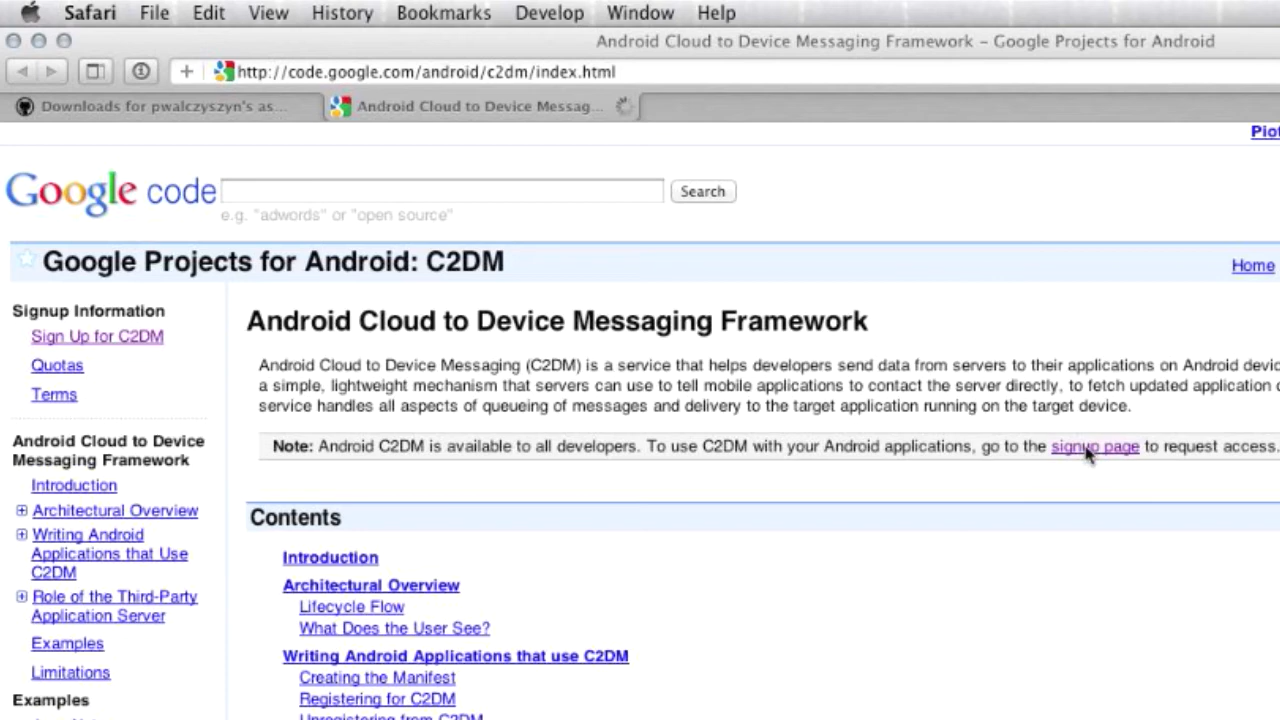 Safari File Edit View History Bookmarks Develop Window Help
Android Cloud to Device Messaging Framework – Google Projects for Android
http://code.google.com/android/c2dm/index.html
Downloads for pwalczyszyn's as...
Android Cloud to Device Messag...
Google code
Search
e.g. "adwords" or "open source"
Google Projects for Android: C2DM
Home
Signup Information
Sign Up for C2DM
Quotas
Terms
Android Cloud to Device
Messaging Framework
Introduction
Architectural Overview
Writing Android
Applications that Use
C2DM
Role of the Third-Party
Application Server
Examples
Limitations
Examples
Android Cloud to Device Messaging Framework
Android Cloud to Device Messaging (C2DM) is a service that helps developers send data from servers to their applications on Android
a simple, lightweight mechanism that servers can use to tell mobile applications to contact the server directly, to fetch updated application
service handles all aspects of queueing of messages and delivery to the target application running on the target device.
Note: Android C2DM is available to all developers. To use C2DM with your Android applications, go to the signup page to request access.
Contents
Introduction
Architectural Overview
Lifecycle Flow
What Does the User See?
Writing Android Applications that use C2DM
Creating the Manifest
Registering for C2DM
Unregistering from C2DM